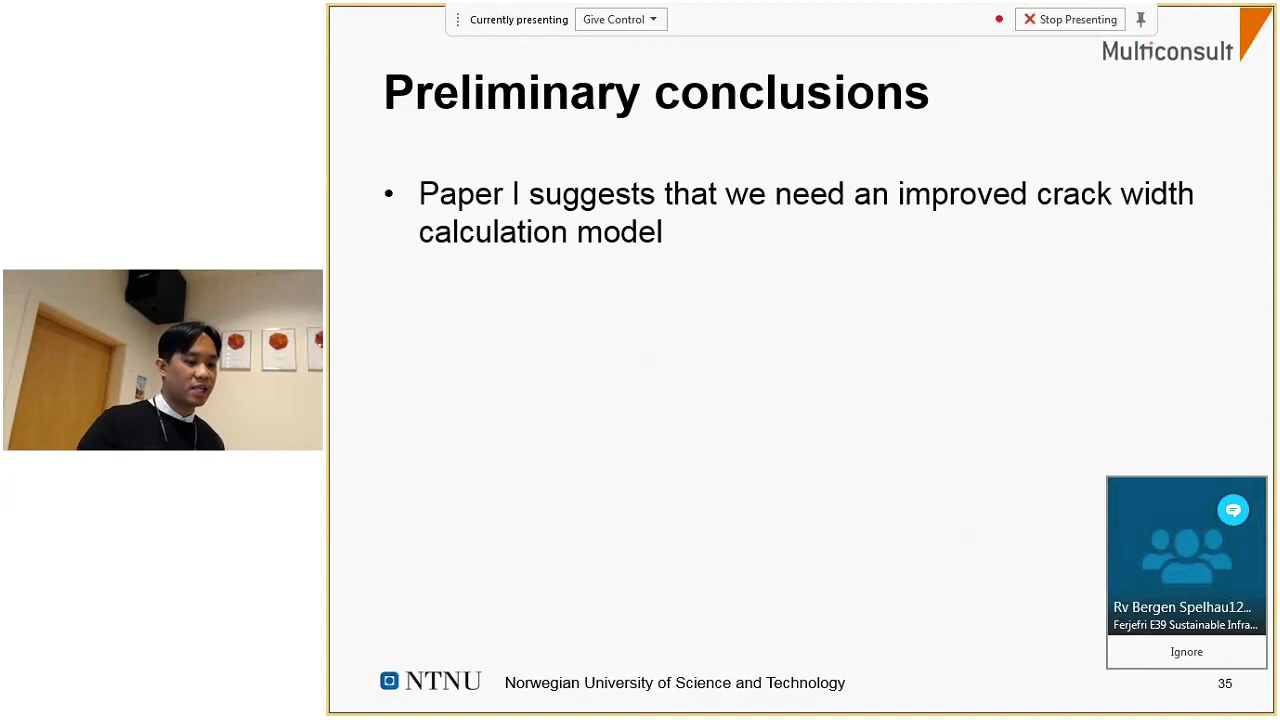 Currently presenting
Give Control
Stop Presenting
Multiconsult
Preliminary conclusions
• Paper I suggests that we need an improved crack width
calculation model
Rv Bergen Spelhau12...
Ferjefri E39 Sustainable Infra...
Ignore
NTNU
Norwegian University of Science and Technology
35